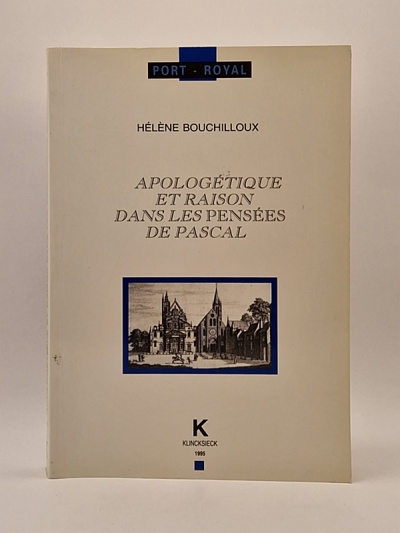 PORT - ROYAL
HÉLÈNE BOUCHILLOUX
APOLOGÉTIQUE
ET RAISON
DANS LES PENSÉES
DE PASCAL
K
KLINCKSIECK
1995